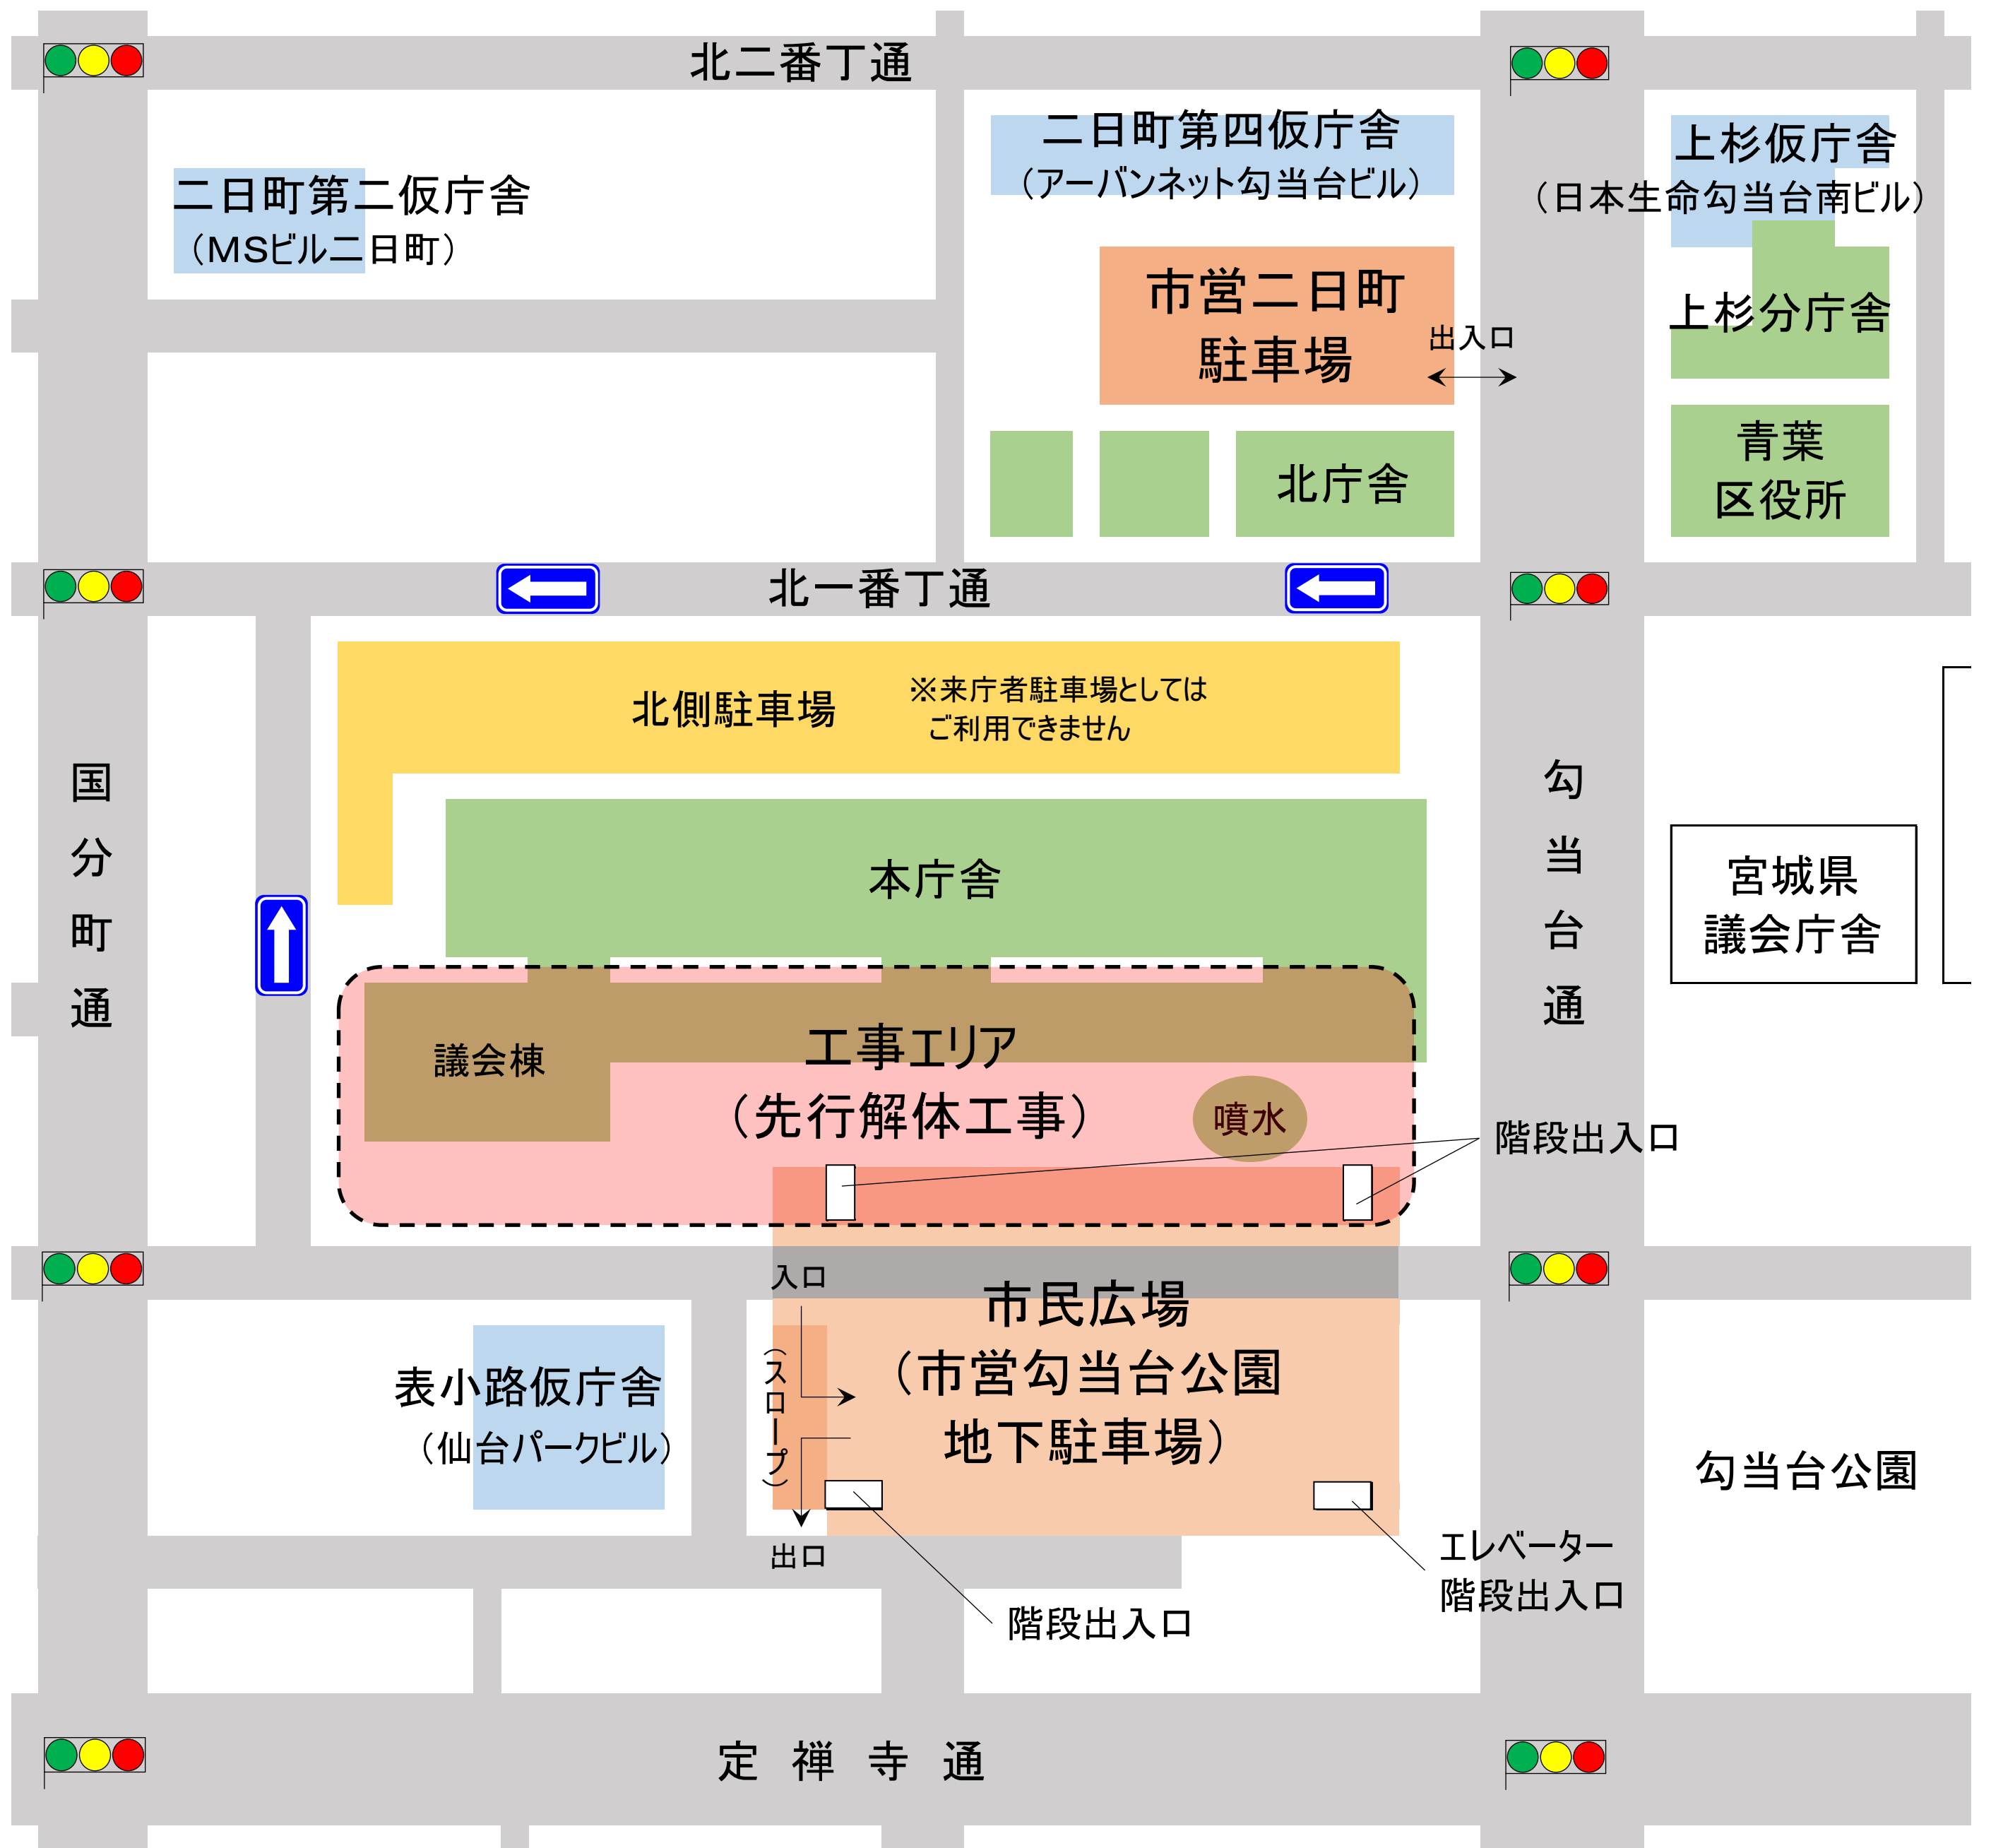 北二番丁通
二日町第二仮庁舎
（MSビル二日町）
二日町第四仮庁舎
（アーバンネット勾当台ビル）
上杉仮庁舎
（日本生命勾当台南ビル）
市営二日町
駐車場
出入口
上杉分庁舎
北庁舎
青葉
区役所
北一番丁通
北側駐車場
※来庁者駐車場としては
ご利用できません
国分町通
勾当台通
本庁舎
宮城県
議会庁舎
議会棟
工事エリア
（先行解体工事）
噴水
階段出入口
入口
（スロープ）
出口
市民広場
（市営勾当台公園
地下駐車場）
表小路仮庁舎
（仙台パークビル）
勾当台公園
エレベーター
階段出入口
階段出入口
定禅寺通